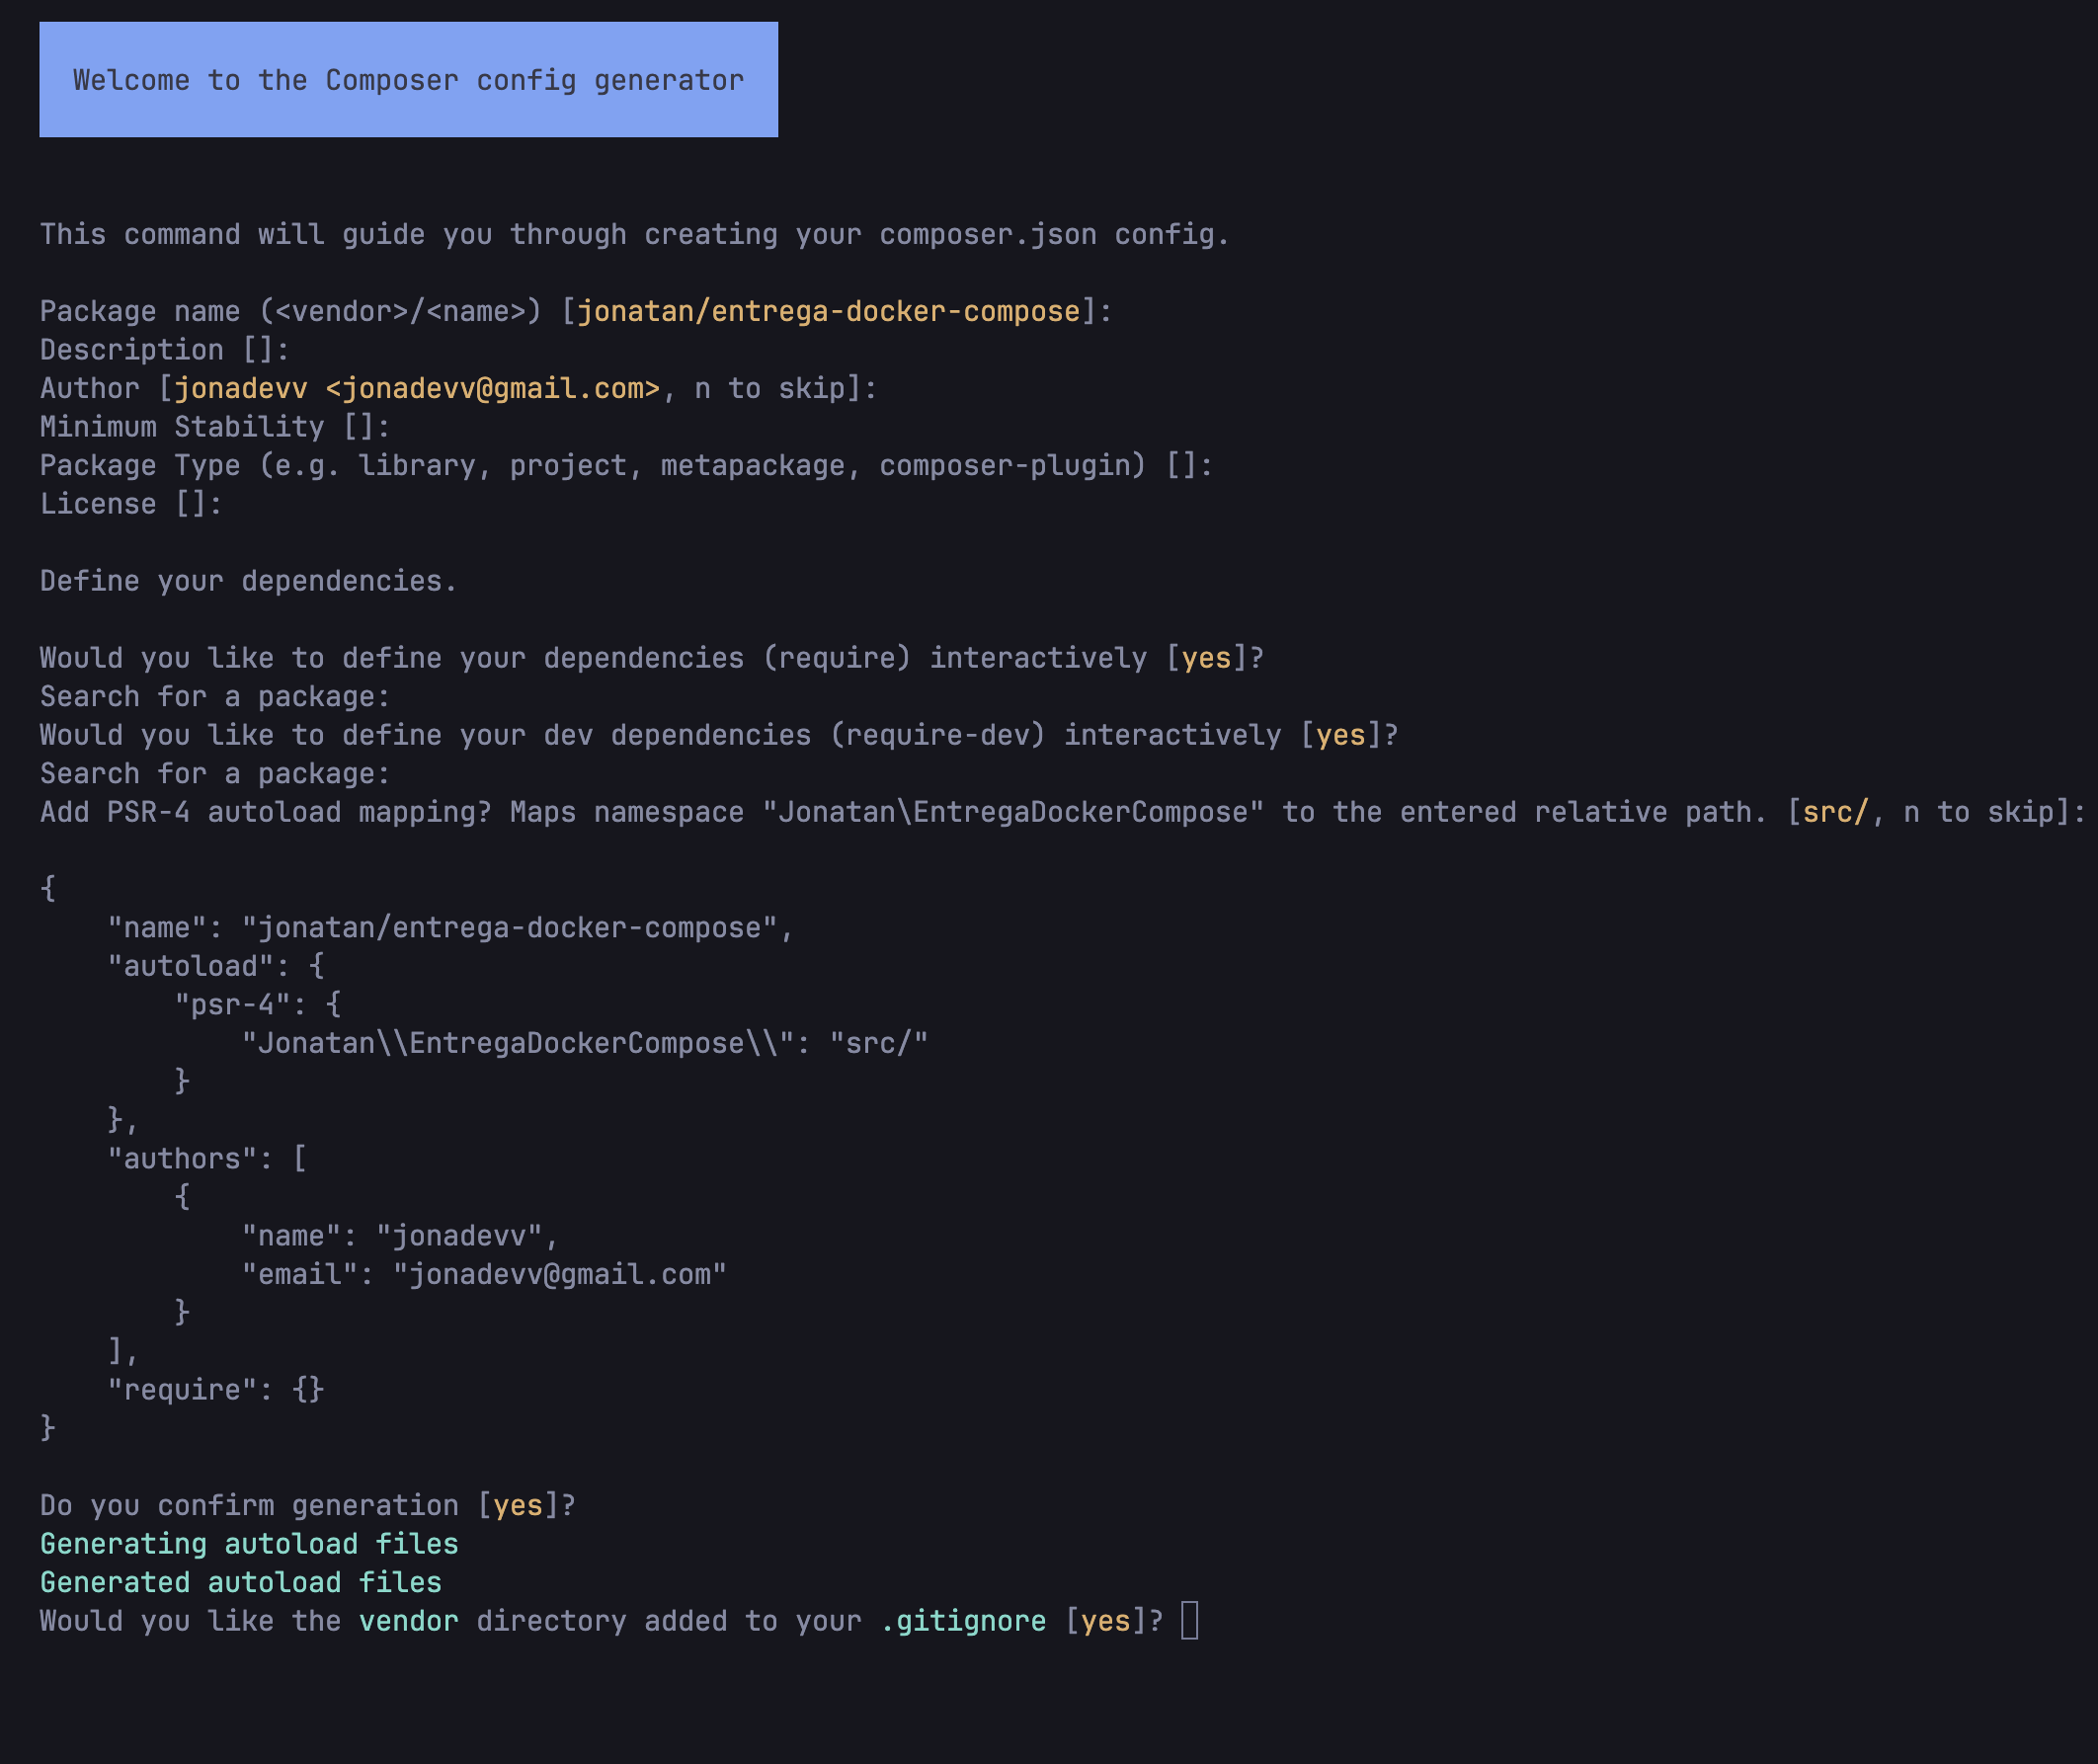 Welcome to the Composer config generator
This command will guide you through creating your composer.json config.
Package name (<vendor>/<name>) [jonatan/entrega-docker-compose]:
Description []:
Author [jonadevv <jonadevv@gmail.com>, n to skip]:
Minimum Stability []:
Package Type (e.g. library, project, metapackage, composer-plugin) []:
License []:
Define your dependencies.
Would you like to define your dependencies (require) interactively [yes]?
Search for a package:
Would you like to define your dev dependencies (require-dev) interactively [yes]?
Search for a package:
Add PSR-4 autoload mapping? Maps namespace "Jonatan\EntregaDockerCompose" to the entered relative path. [src/, n to skip]:
{
    "name": "jonatan/entrega-docker-compose",
    "autoload": {
        "psr-4": {
            "Jonatan\\EntregaDockerCompose\\": "src/"
        }
    },
    "authors": [
        {
            "name": "jonadevv",
            "email": "jonadevv@gmail.com"
        }
    ],
    "require": {}
}
Do you confirm generation [yes]?
Generating autoload files
Generated autoload files
Would you like the vendor directory added to your .gitignore [yes]?